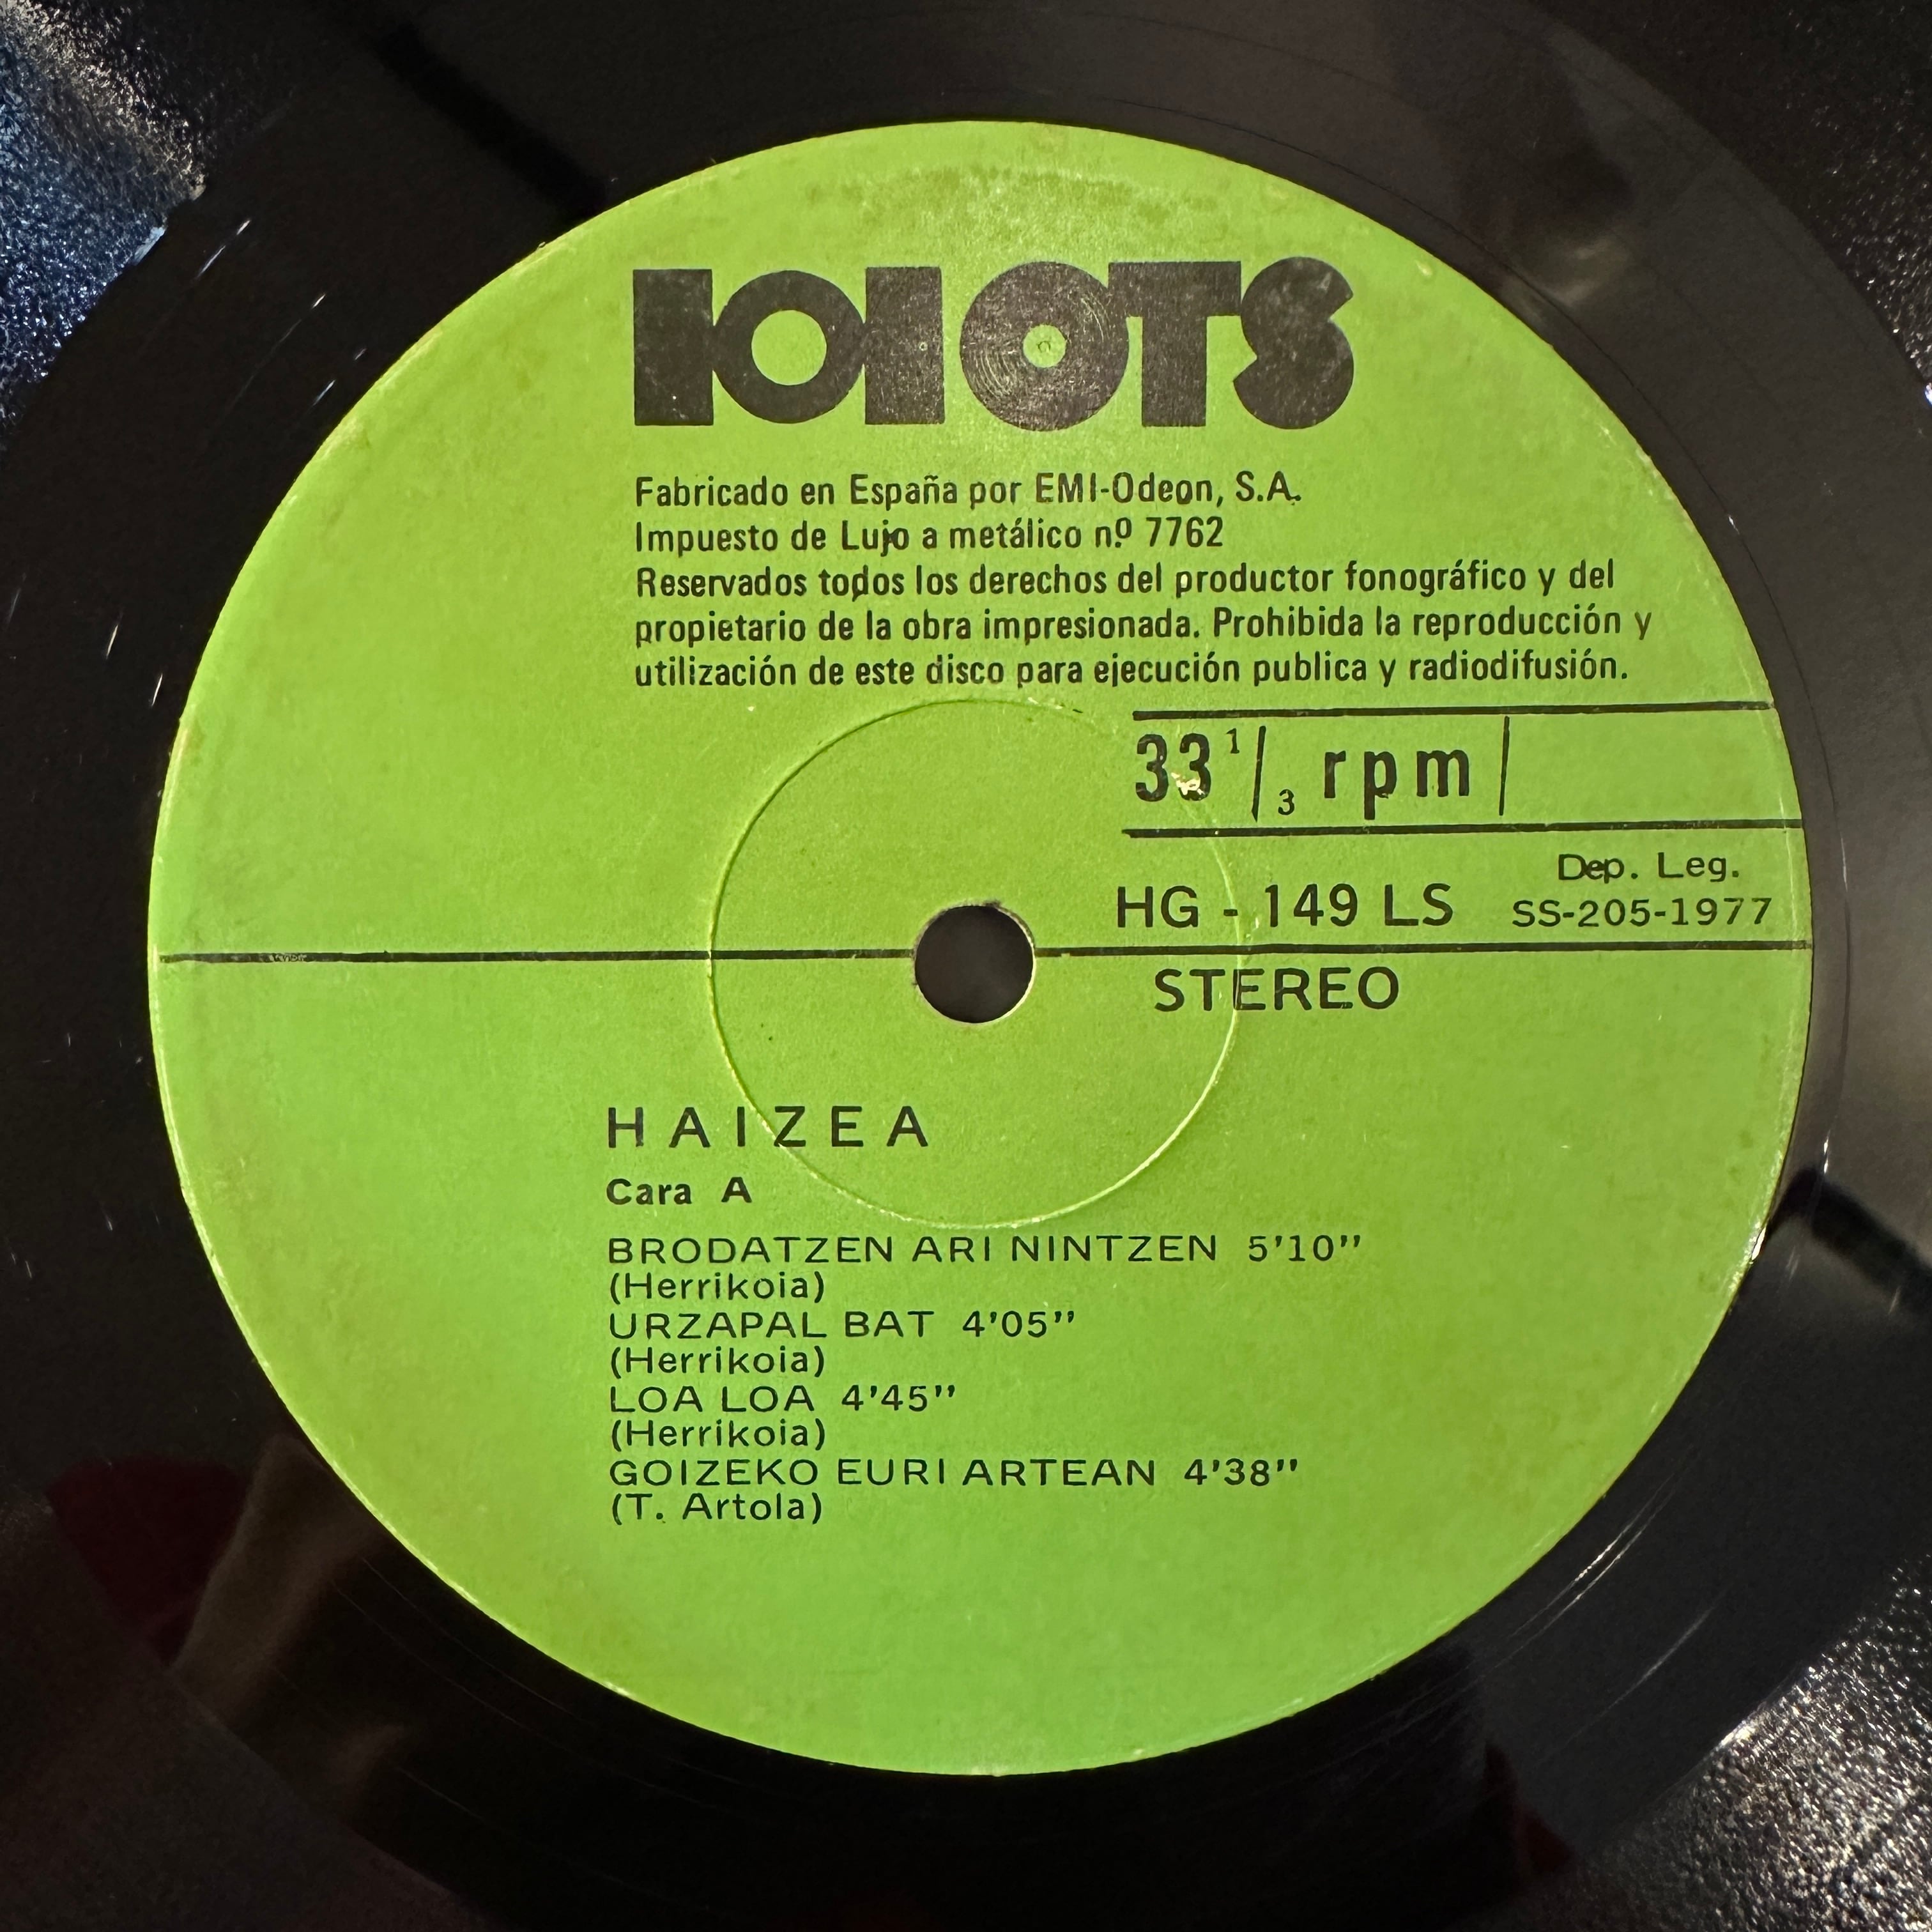 IOIOTS
Fabricado en España por EMI-Odeon, S.A.
Impuesto de Lujo a metálico nº 7762
Reservados todos los derechos del productor fonográfico y del
propietario de la obra impresionada. Prohibida la reproducción y
utilización de este disco para ejecución publica y radiodifusión.
33 1/3 rpm
Dep. Leg.
HG - 149 LS SS-205-1977
STEREO
HAIZEA
Cara A
BRODATZEN ARI NINTZEN 5'10"
(Herrikoia)
URZAPAL BAT 4'05"
(Herrikoia)
LOA LOA 4'45"
(Herrikoia)
GOIZEKO EURI ARTEAN 4'38"
(T. Artola)